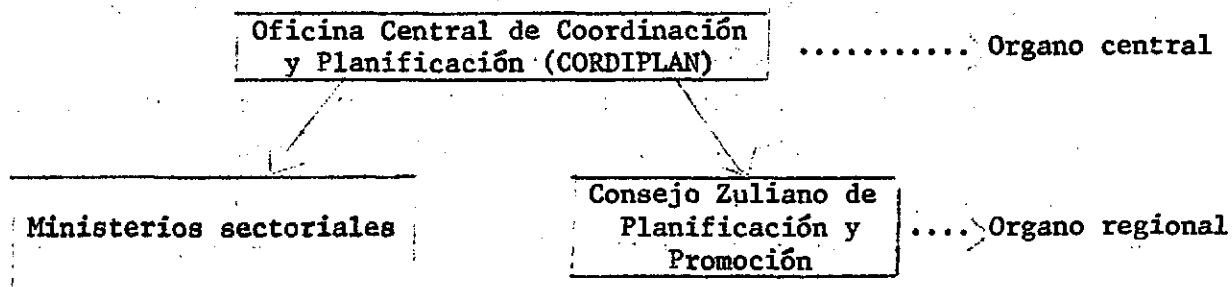 Oficina Central de Coordinación
y Planificación (CORDIPLAN)
........... Organo central
Ministerios sectoriales
Consejo Zuliano de
Planificación y
Promoción
.... Organo regional